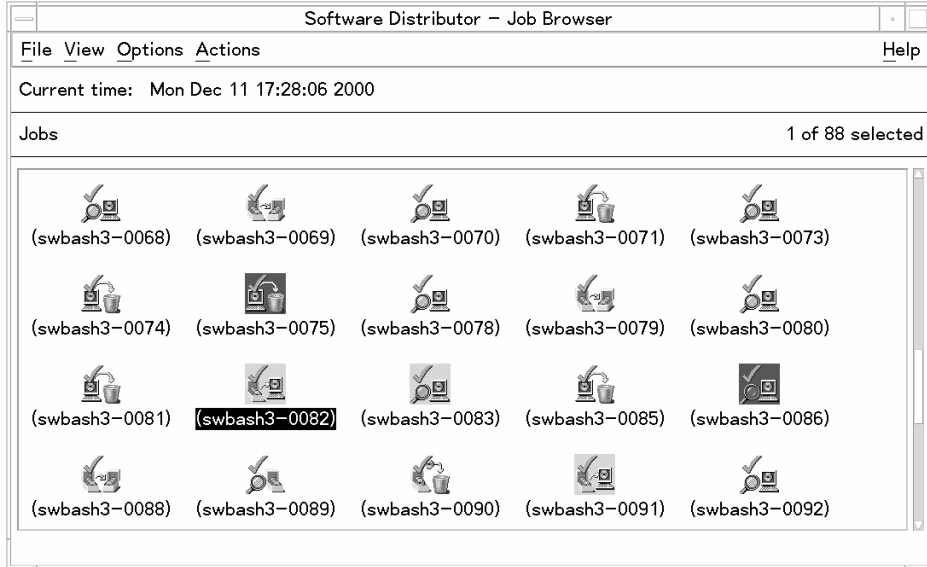 Software Distributor - Job Browser
File View Options Actions Help
Current time: Mon Dec 11 17:28:06 2000
Jobs 1 of 88 selected
(swbash3-0068) (swbash3-0069) (swbash3-0070) (swbash3-0071) (swbash3-0073)
(swbash3-0074) (swbash3-0075) (swbash3-0078) (swbash3-0079) (swbash3-0080)
(swbash3-0081) (swbash3-0082) (swbash3-0083) (swbash3-0085) (swbash3-0086)
(swbash3-0088) (swbash3-0089) (swbash3-0090) (swbash3-0091) (swbash3-0092)